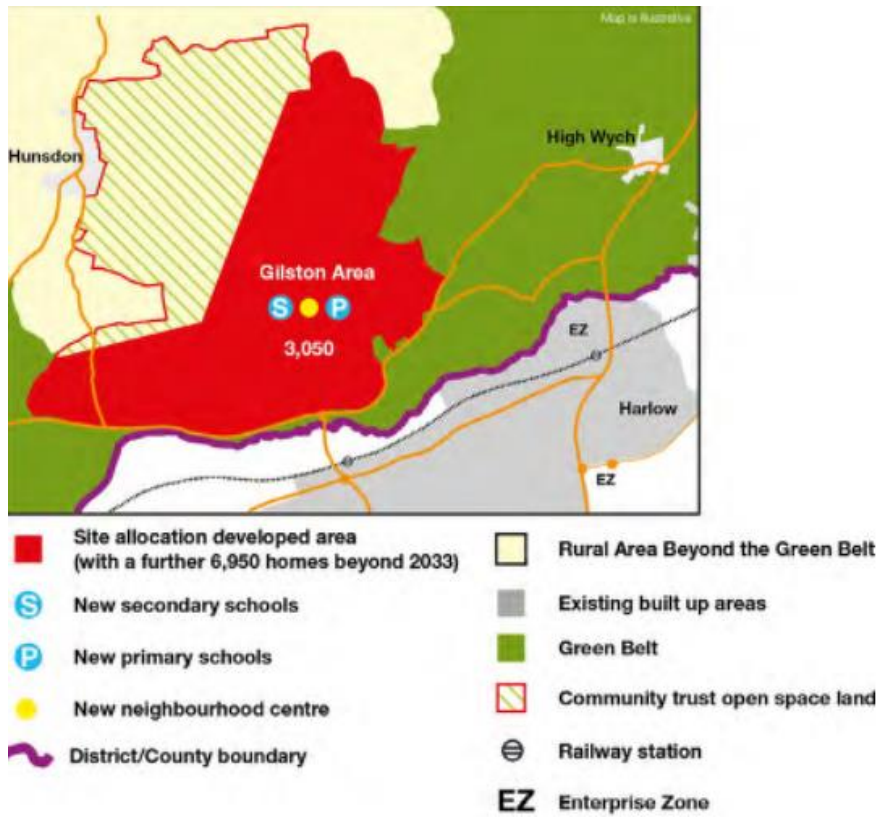 Map is illustrative
High Wych
Hunsdon
Gilston Area
S P
3,050
EZ
Harlow
EZ
Site allocation developed area
(with a further 6,950 homes beyond 2033)
S New secondary schools
P New primary schools
New neighbourhood centre
District/County boundary
Rural Area Beyond the Green Belt
Existing built up areas
Green Belt
Community trust open space land
Railway station
EZ Enterprise Zone